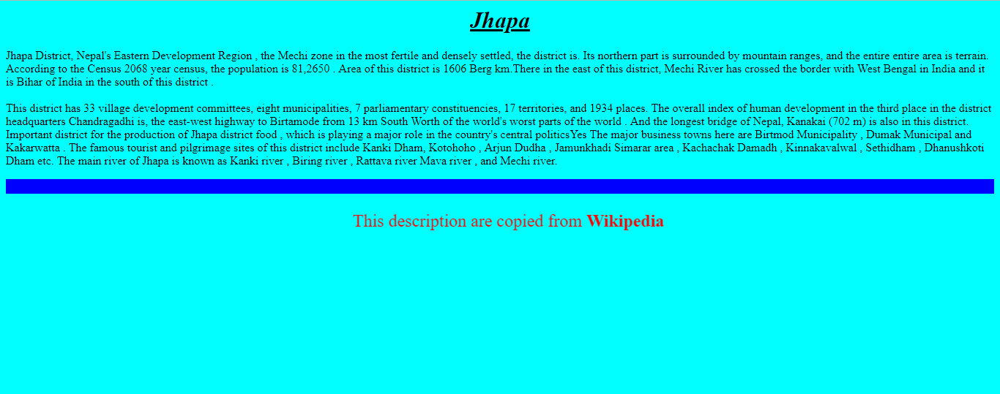 Jhapa
Jhapa District, Nepal's Eastern Development Region , the Mechi zone in the most fertile and densely settled, the district is. Its northern part is surrounded by mountain ranges, and the entire entire area is terrain.
According to the Census 2068 year census, the population is 81,2650 . Area of this district is 1606 Berg km.There in the east of this district, Mechi River has crossed the border with West Bengal in India and it
is Bihar of India in the south of this district .
This district has 33 village development committees, eight municipalities, 7 parliamentary constituencies, 17 territories, and 1934 places. The overall index of human development in the third place in the district
headquarters Chandragadhi is, the east-west highway to Birtamode from 13 km South Worth of the world's worst parts of the world . And the longest bridge of Nepal, Kanakai (702 m) is also in this district.
Important district for the production of Jhapa district food , which is playing a major role in the country's central politicsYes The major business towns here are Birtmod Municipality , Dumak Municipal and
Kakarwatta . The famous tourist and pilgrimage sites of this district include Kanki Dham, Kotohoho , Arjun Dudha , Jamunkhadi Simarar area , Kachachak Damadh , Kinnakavalwal , Sethidham , Dhanushkoti
Dham etc. The main river of Jhapa is known as Kanki river , Biring river , Rattava river Mava river , and Mechi river.
This description are copied from Wikipedia